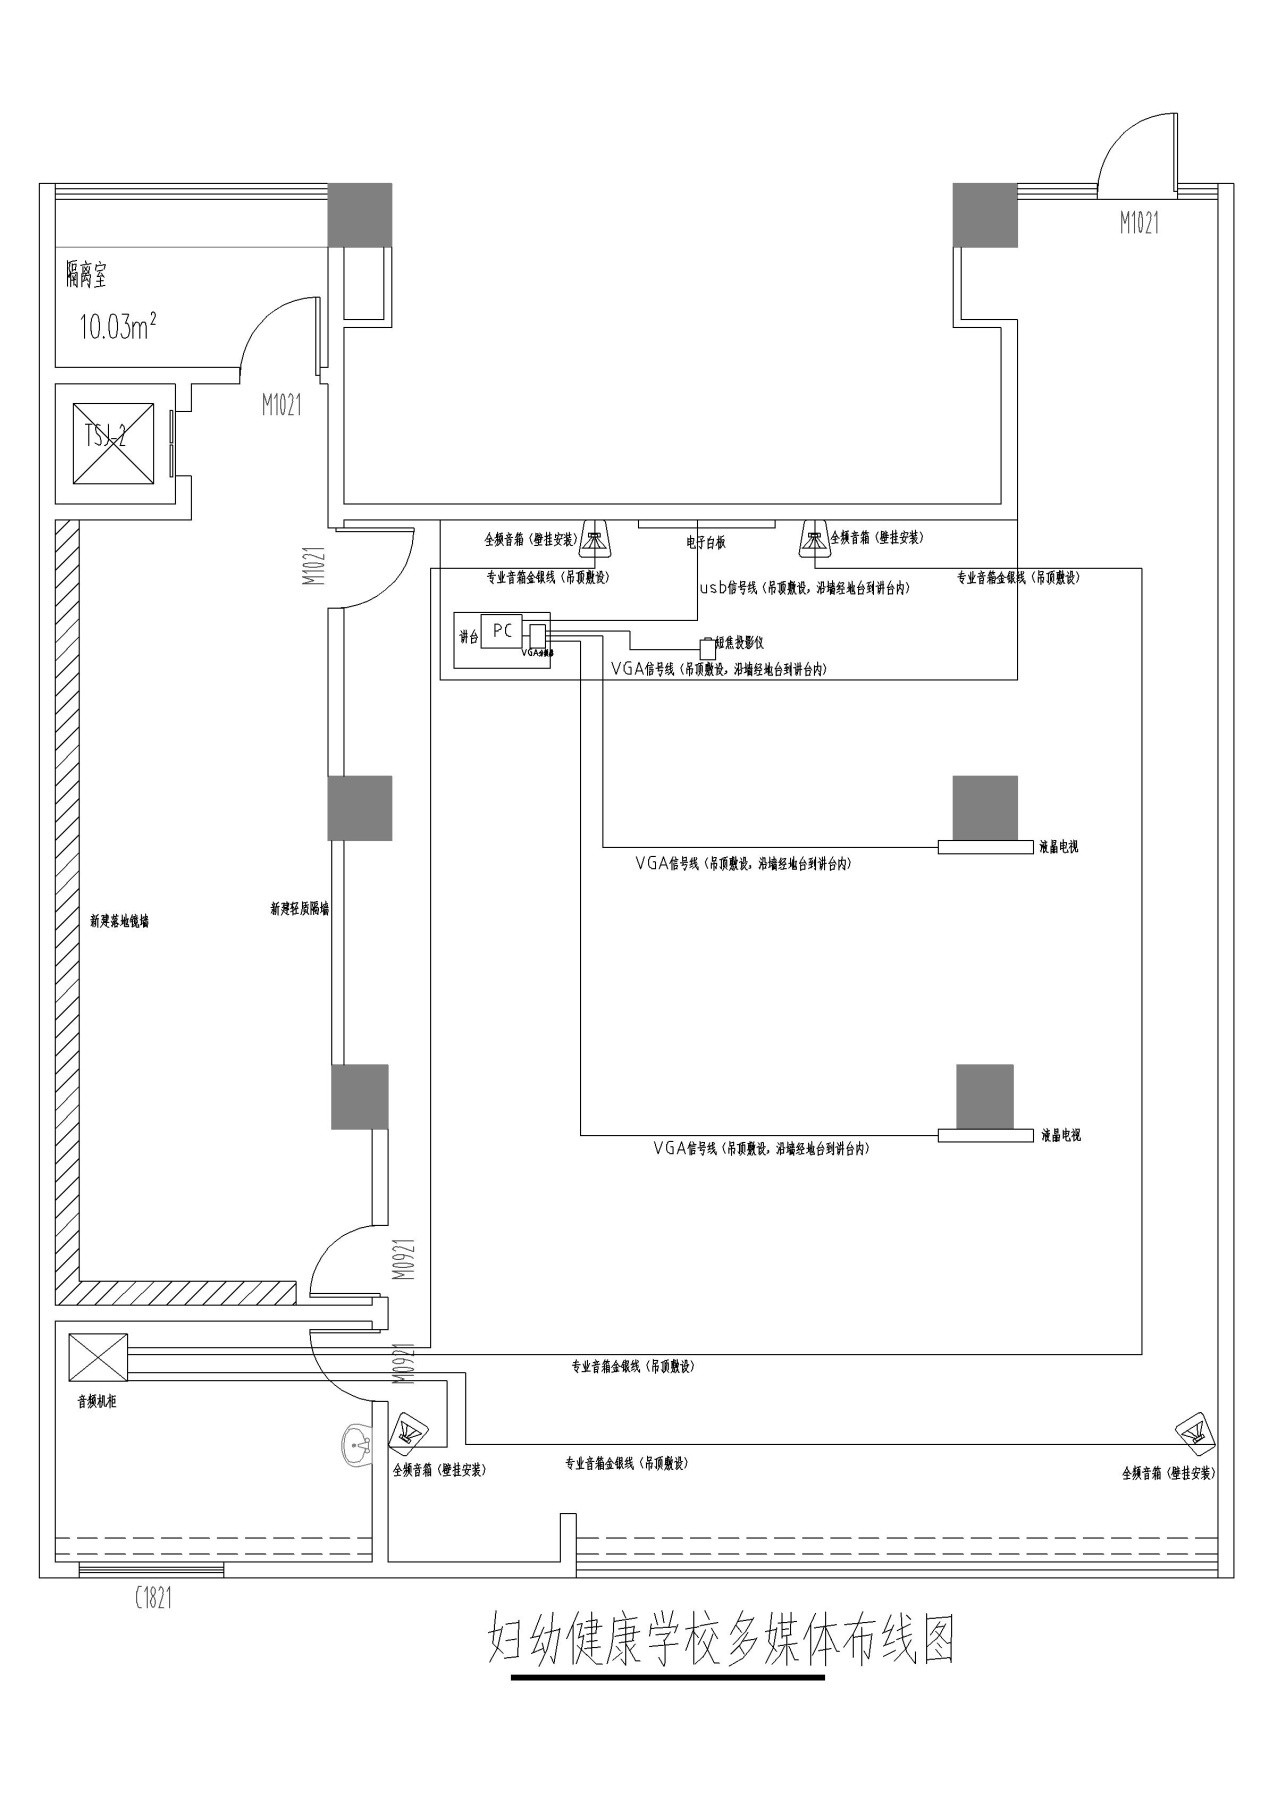 M1021
隔离室
10.03m²
M1021
TSJ-2
全频音箱（壁挂安装）
电子白板
全频音箱（壁挂安装）
M1021
专业音箱金银线（吊顶敷设）
usb信号线（吊顶敷设，沿墙经地台到讲台内）
专业音箱金银线（吊顶敷设）
讲台
PC
VGA分频器
短焦投影仪
VGA信号线（吊顶敷设，沿墙经地台到讲台内）
液晶电视
VGA信号线（吊顶敷设，沿墙经地台到讲台内）
新建落地镜墙
新建轻质隔墙
液晶电视
VGA信号线（吊顶敷设，沿墙经地台到讲台内）
M0921
M0921
专业音箱金银线（吊顶敷设）
音频机柜
全频音箱（壁挂安装）
专业音箱金银线（吊顶敷设）
全频音箱（壁挂安装）
C1821
妇幼健康学校多媒体布线图